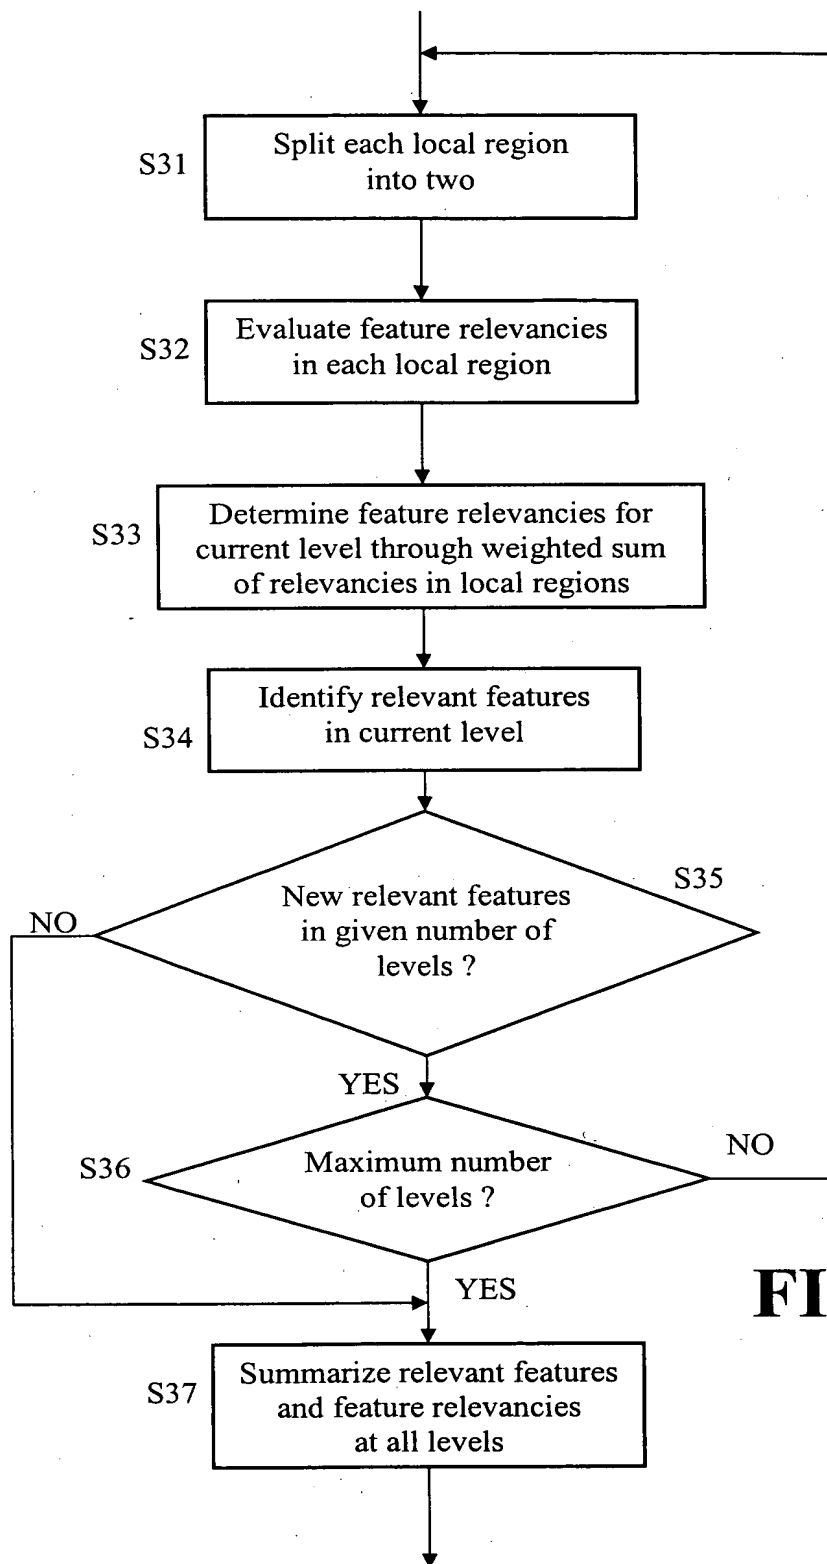 S31
Split each local region
into two
S32
Evaluate feature relevancies
in each local region
S33
Determine feature relevancies for
current level through weighted sum
of relevancies in local regions
S34
Identify relevant features
in current level
S35
New relevant features
in given number of
levels ?
NO
YES
S36
Maximum number
of levels ?
NO
YES
FI
S37
Summarize relevant features
and feature relevancies
at all levels